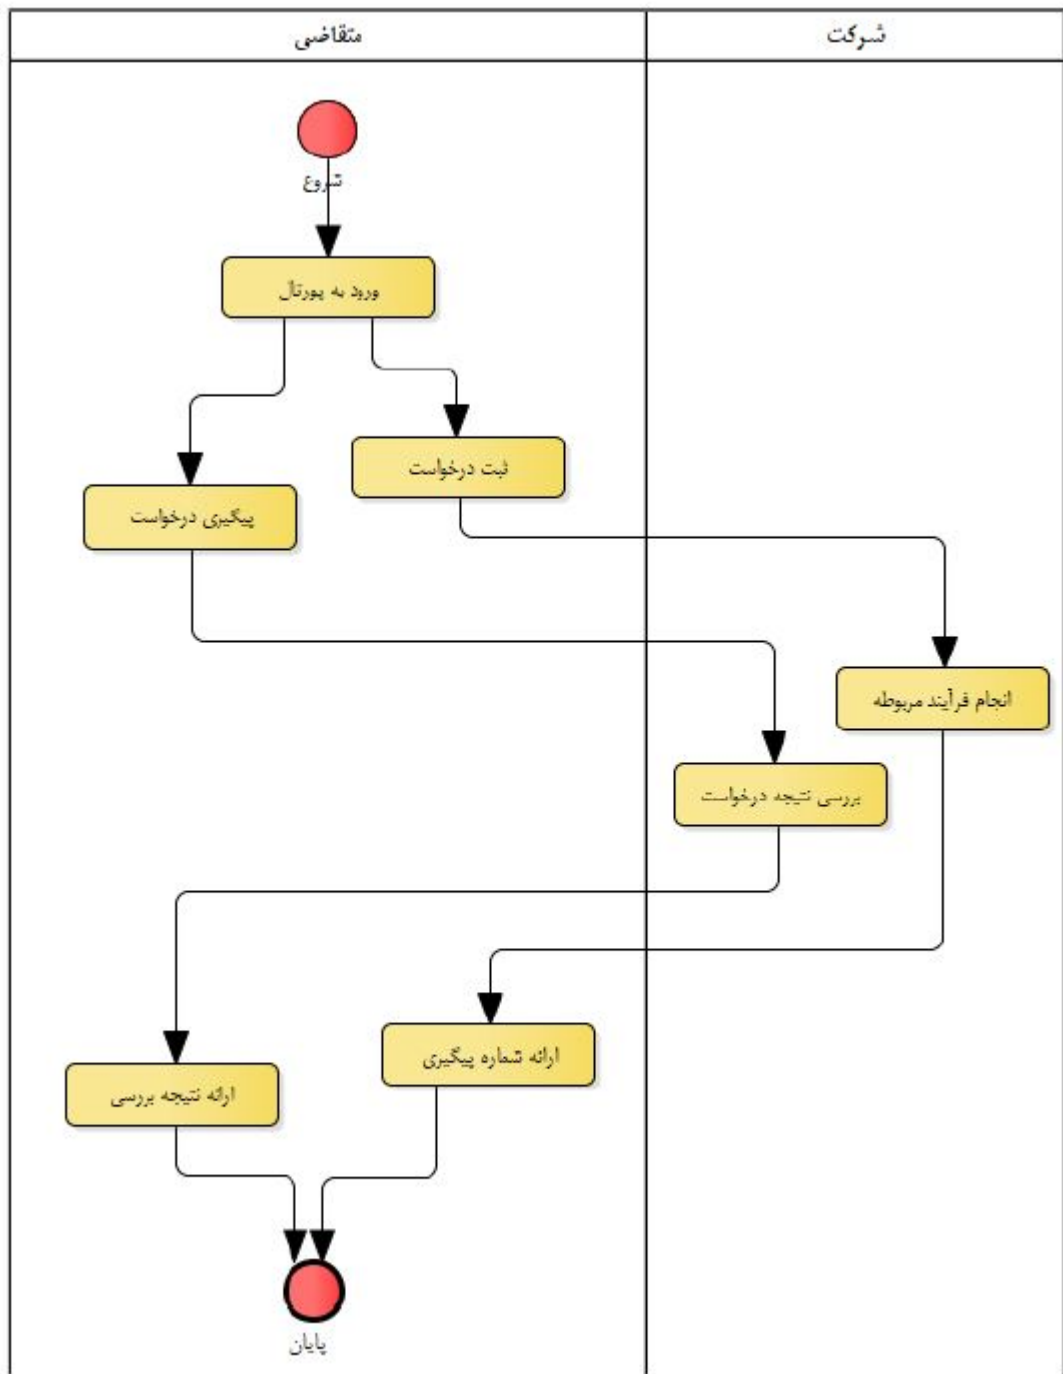 شرکت
متقاضی
شروع
ورود به پورتال
ثبت درخواست
پیگیری درخواست
انجام فرآیند مربوطه
بررسی نتیجه درخواست
ارائه شماره پیگیری
ارائه نتیجه بررسی
پایان